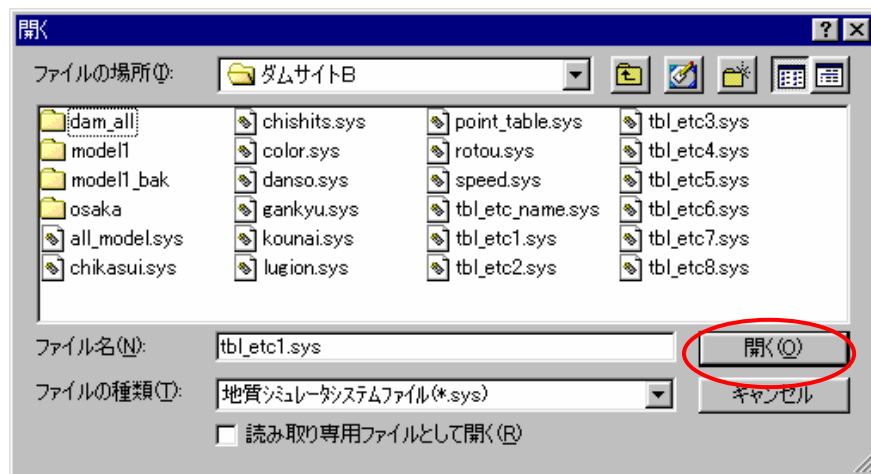 開く
ファイルの場所(I):
ダムサイトB
dam_all chishits.sys point_table.sys tbl_etc3.sys
model1 color.sys rotou.sys tbl_etc4.sys
model1_bak danso.sys speed.sys tbl_etc5.sys
osaka gankyu.sys tbl_etc_name.sys tbl_etc6.sys
all_model.sys kounai.sys tbl_etc1.sys tbl_etc7.sys
chikasui.sys lugion.sys tbl_etc2.sys tbl_etc8.sys
ファイル名(N): tbl_etc1.sys 開く(O)
ファイルの種類(T): 地質シミュレータシステムファイル(*.sys) キャンセル
読み取り専用ファイルとして開く(R)